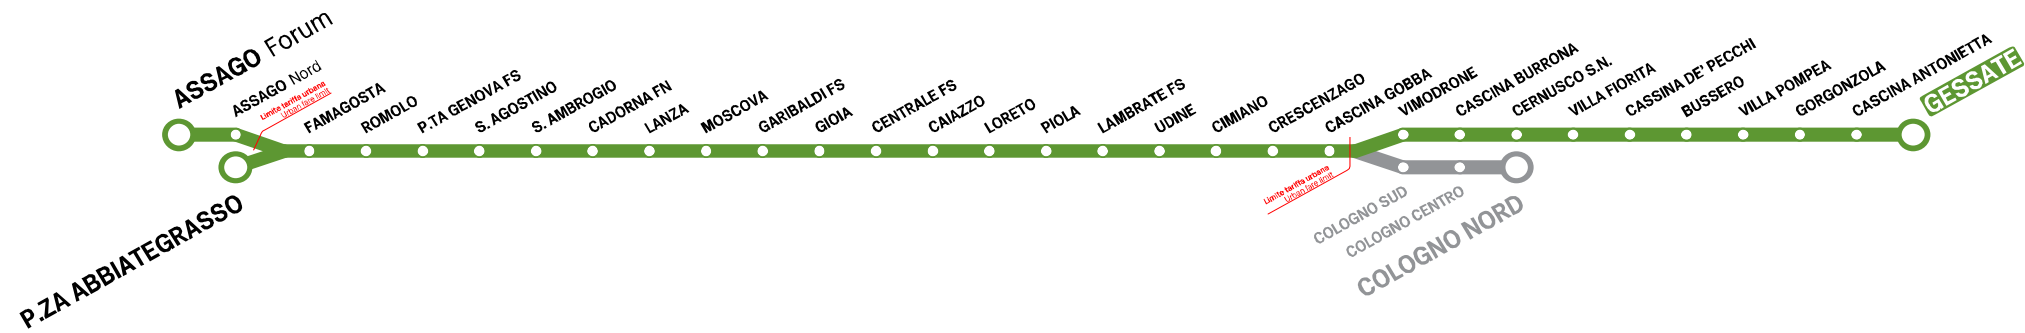 ASSAGO Forum
ASSAGO Nord
Limite tariffa urbana
Urban fare limit
P.ZA ABBIATEGRASSO
FAMAGOSTA
ROMOLO
P.TA GENOVA FS
S. AGOSTINO
S. AMBROGIO
CADORNA FN
LANZA
MOSCOVA
GARIBALDI FS
GIOIA
CENTRALE FS
CAIAZZO
LORETO
PIOLA
LAMBRATE FS
UDINE
CIMIANO
CRESCENZAGO
CASCINA GOBBA
Limite tariffa urbana
Urban fare limit
VIMODRONE
CASCINA BURRONA
CERNUSCO S.N.
VILLA FIORITA
CASSINA DE' PECCHI
BUSSERO
VILLA POMPEA
GORGONZOLA
CASCINA ANTONIETTA
GESSATE
COLOGNO SUD
COLOGNO CENTRO
COLOGNO NORD